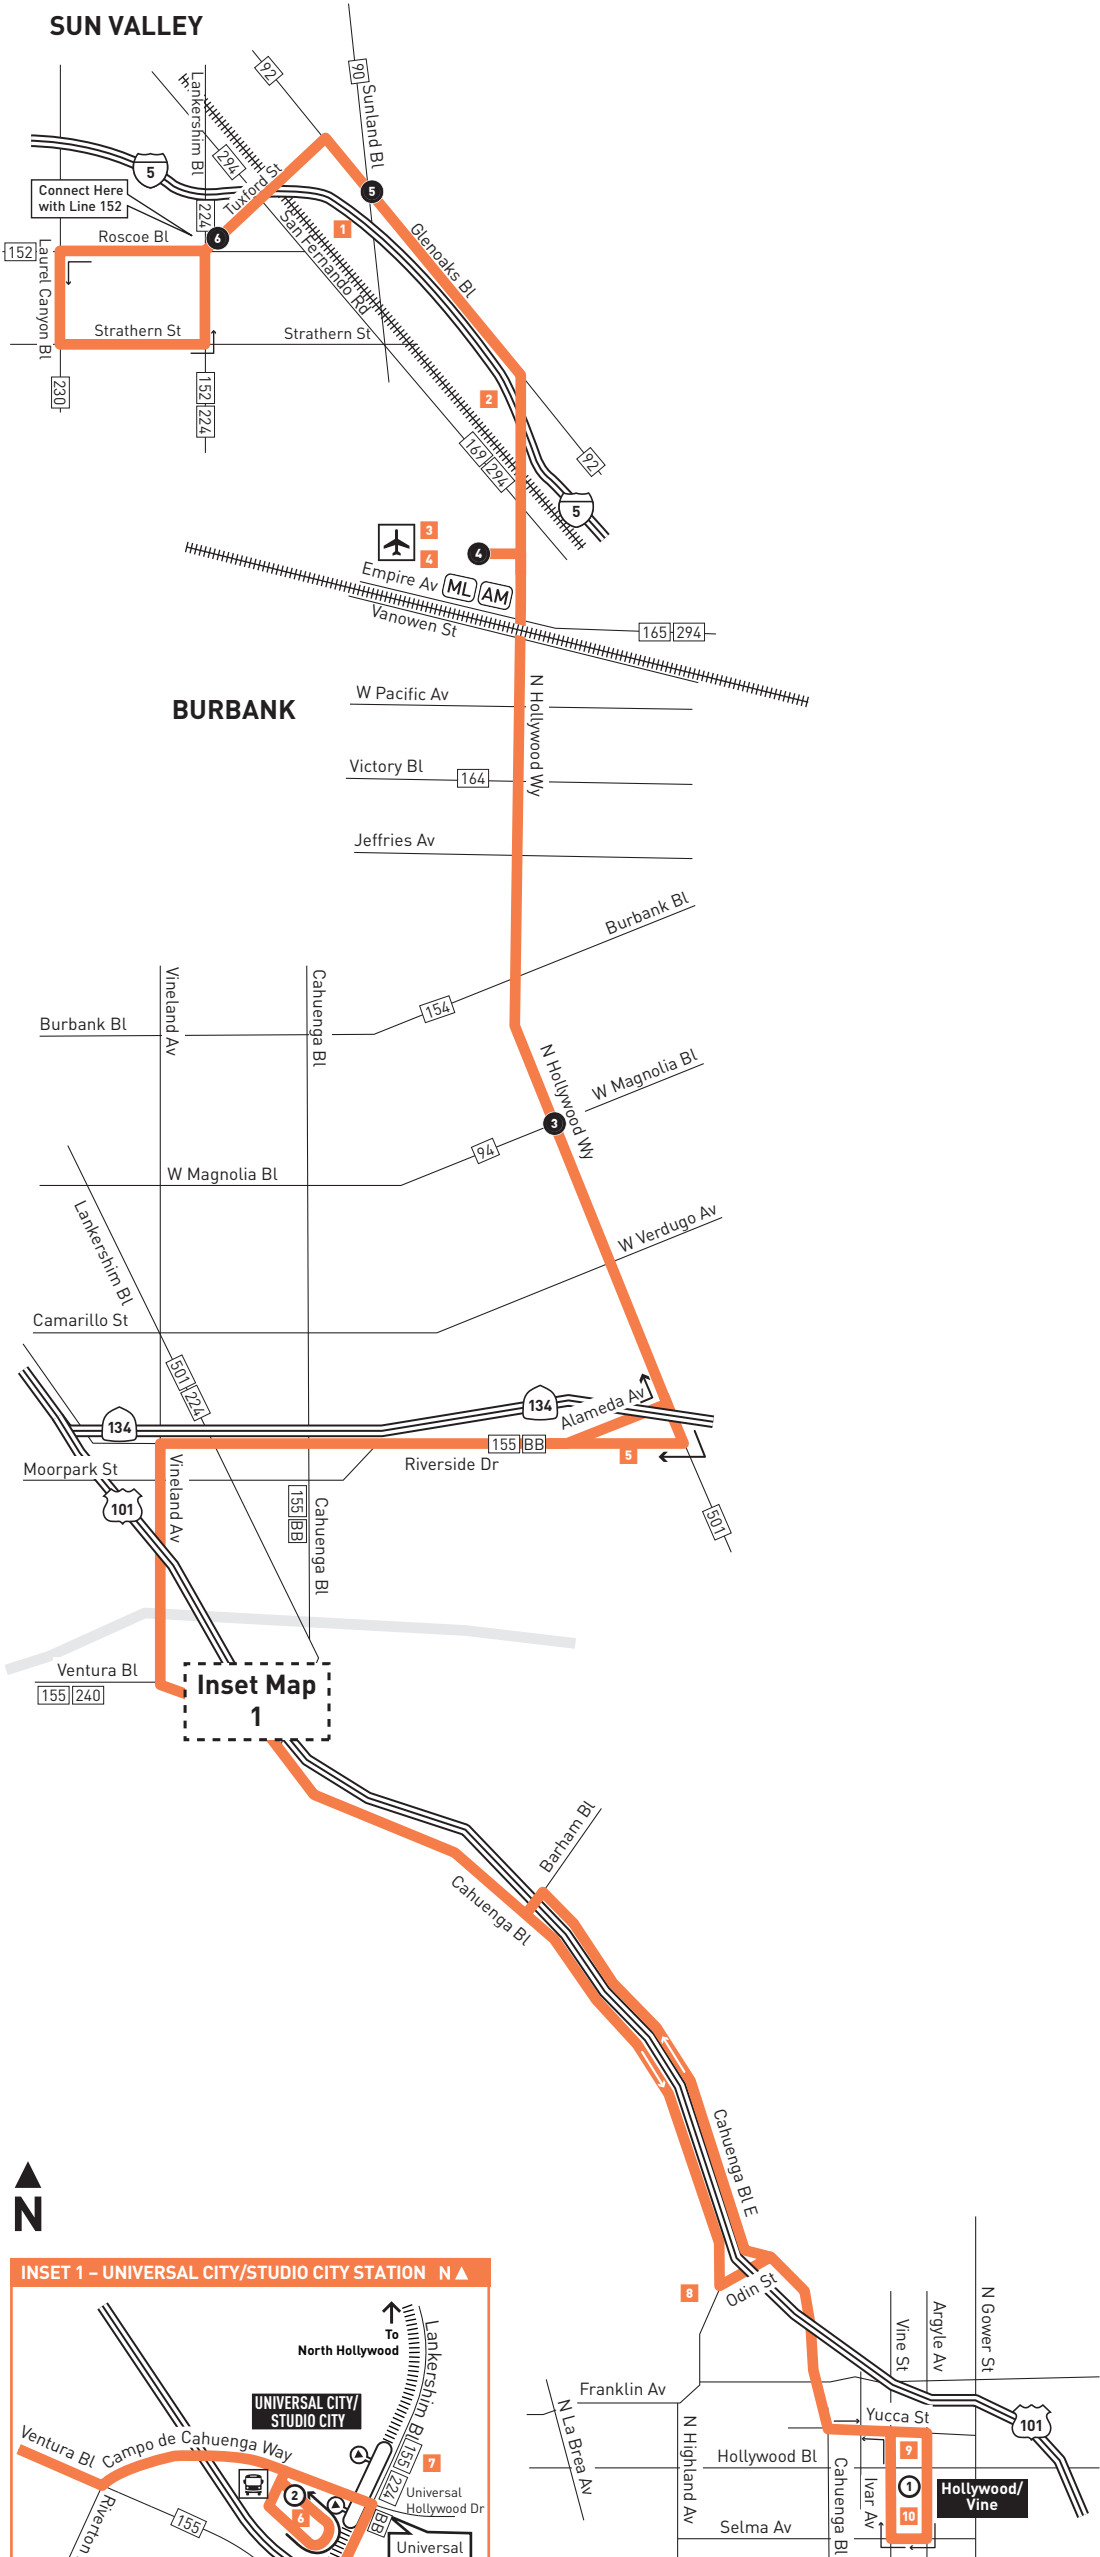 SUN VALLEY
92
90
Sunland Bl
Lankershim Bl
294
5
Tuxford St
Connect Here
with Line 152
224
5
6
1
Roscoe Bl
152
San Fernando Rd
Glenoaks Bl
Laurel Canyon Bl
Strathern St
Strathern St
230
152
224
2
169
294
92
5
3
4
4
Empire Av
ML
AM
Vanowen St
165
294
BURBANK
W Pacific Av
N Hollywood Wy
Victory Bl
164
Jeffries Av
Burbank Bl
Vineland Av
Cahuenga Bl
154
Burbank Bl
N Hollywood Wy
W Magnolia Bl
3
94
W Magnolia Bl
Lankershim Bl
W Verdugo Av
Camarillo St
501
224
134
134
Alameda Av
155
BB
5
Riverside Dr
Moorpark St
Vineland Av
101
155
BB
Cahuenga Bl
501
Ventura Bl
155
240
Inset Map
1
Barham Bl
Cahuenga Bl
Cahuenga Bl E
N
INSET 1 – UNIVERSAL CITY/STUDIO CITY STATION N
8
Odin St
To
North Hollywood
Lankershim Bl
UNIVERSAL CITY/
STUDIO CITY
Ventura Bl
Campo de Cahuenga Way
155
224
7
Universal
Hollywood Dr
2
6
BB
Riverton
155
Universal
N Gower St
Argyle Av
Vine St
Franklin Av
N La Brea Av
Yucca St
101
N Highland Av
Hollywood Bl
9
Cahuenga Bl
Ivar Av
1
Hollywood/
Vine
10
Selma Av